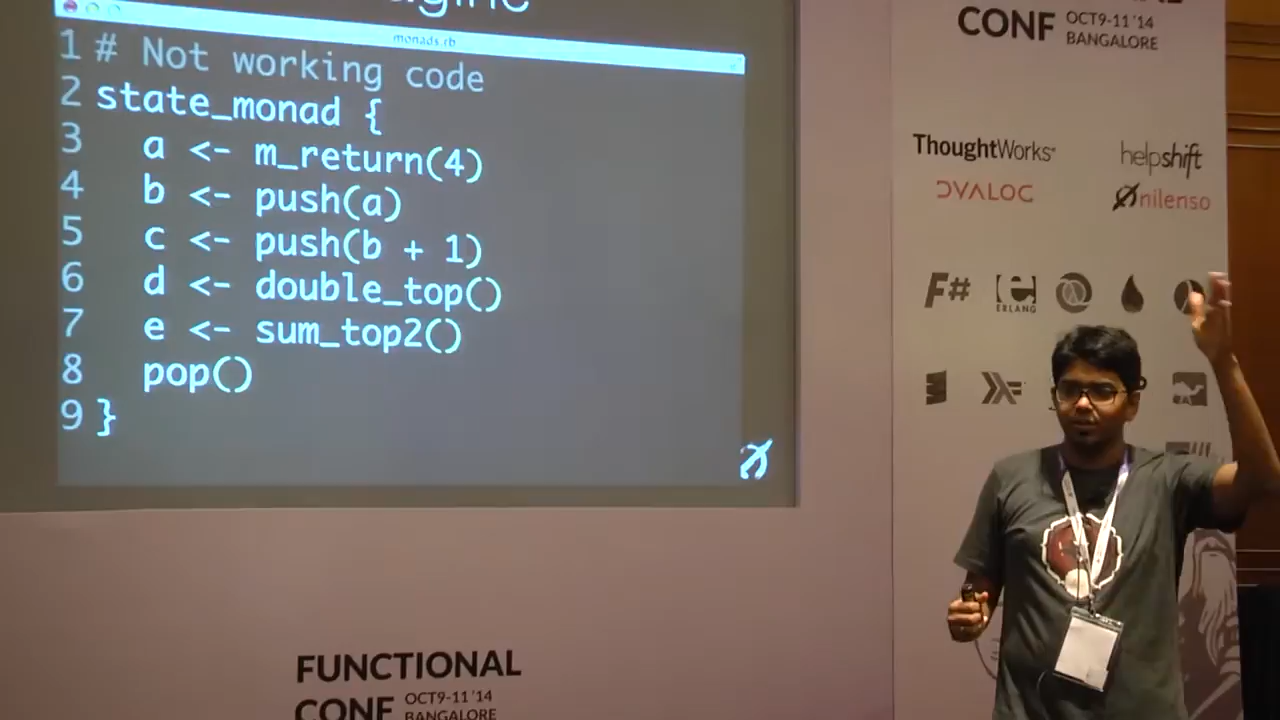 monads.rb
1 # Not working code
2 state_monad {
3 a <- m_return(4)
4 b <- push(a)
5 c <- push(b + 1)
6 d <- double_top()
7 e <- sum_top2()
8 pop()
9 }
FUNCTIONAL
CONF OCT9-11 '14
BANGALORE
CONF OCT9-11 '14
BANGALORE
ThoughtWorks
helpshift
DVALOC
nilenso
F#
ERLANG